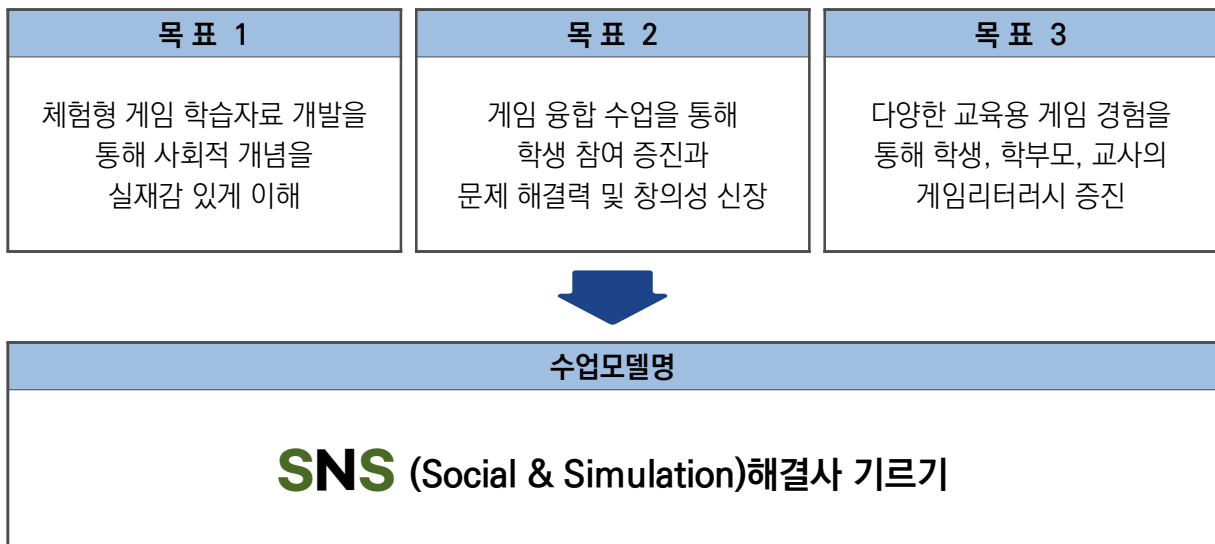 목 표 1
체험형 게임 학습자료 개발을
통해 사회적 개념을
실재감 있게 이해
목 표 2
게임 융합 수업을 통해
학생 참여 증진과
문제 해결력 및 창의성 신장
목 표 3
다양한 교육용 게임 경험을
통해 학생, 학부모, 교사의
게임리터러시 증진
수업모델명
SNS (Social & Simulation)해결사 기르기